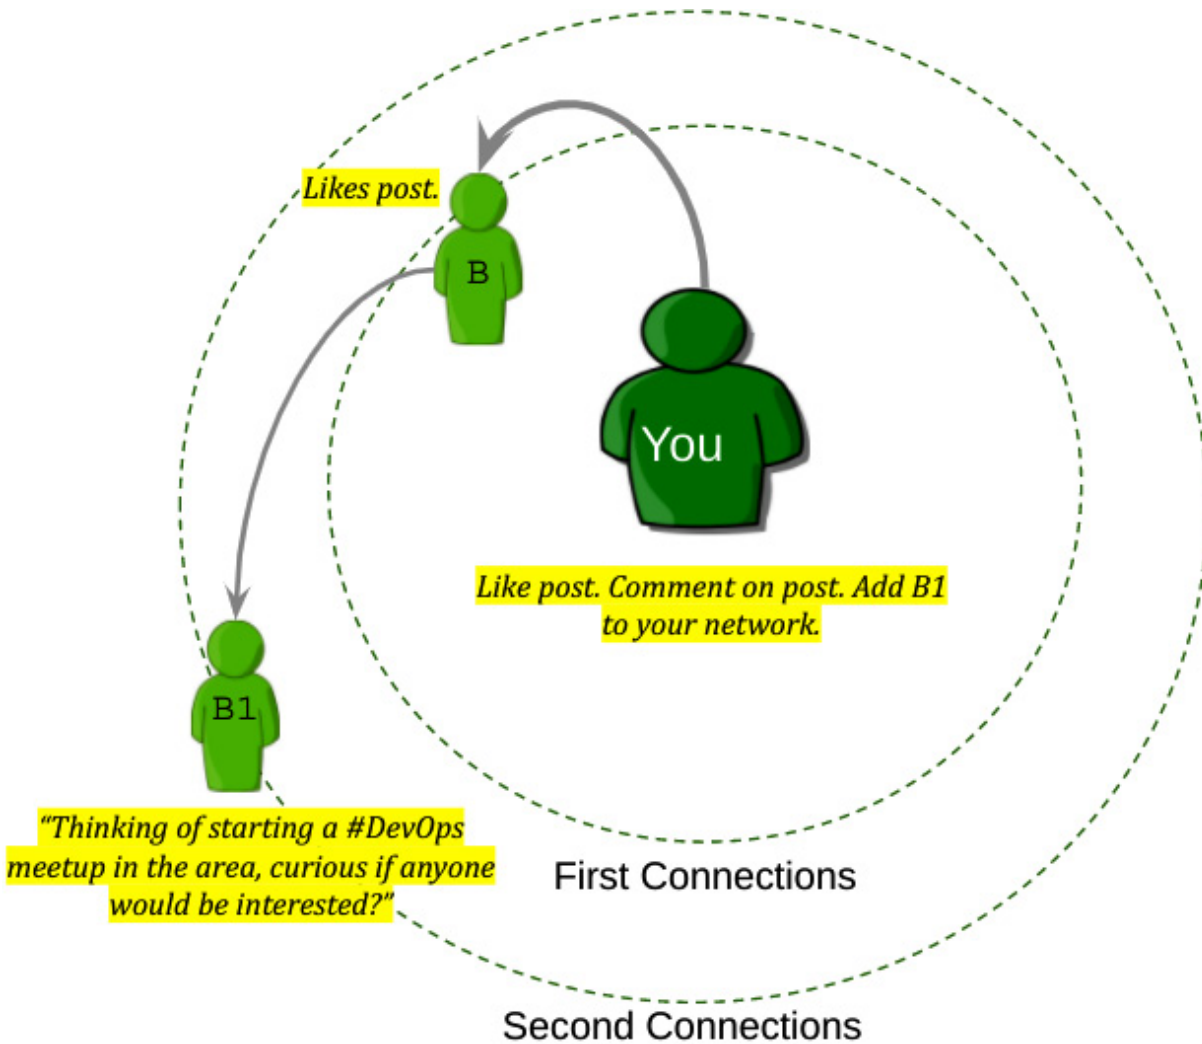 Likes post.
B
You
Like post. Comment on post. Add B1
to your network.
B1
“Thinking of starting a #DevOps
meetup in the area, curious if anyone
would be interested?”
First Connections
Second Connections